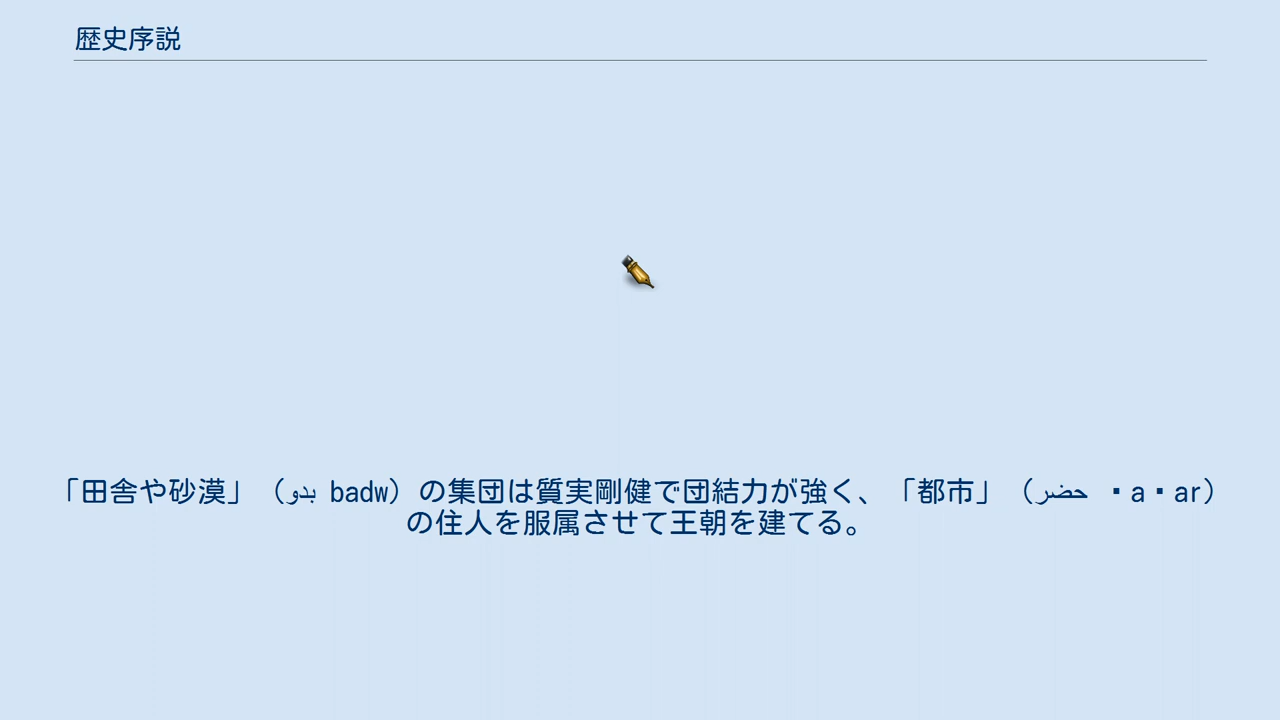 歴史序説
「田舎や砂漠」（بدو badw）の集団は質実剛健で団結力が強く、「都市」（حضر ▪a▪ar）
の住人を服属させて王朝を建てる。